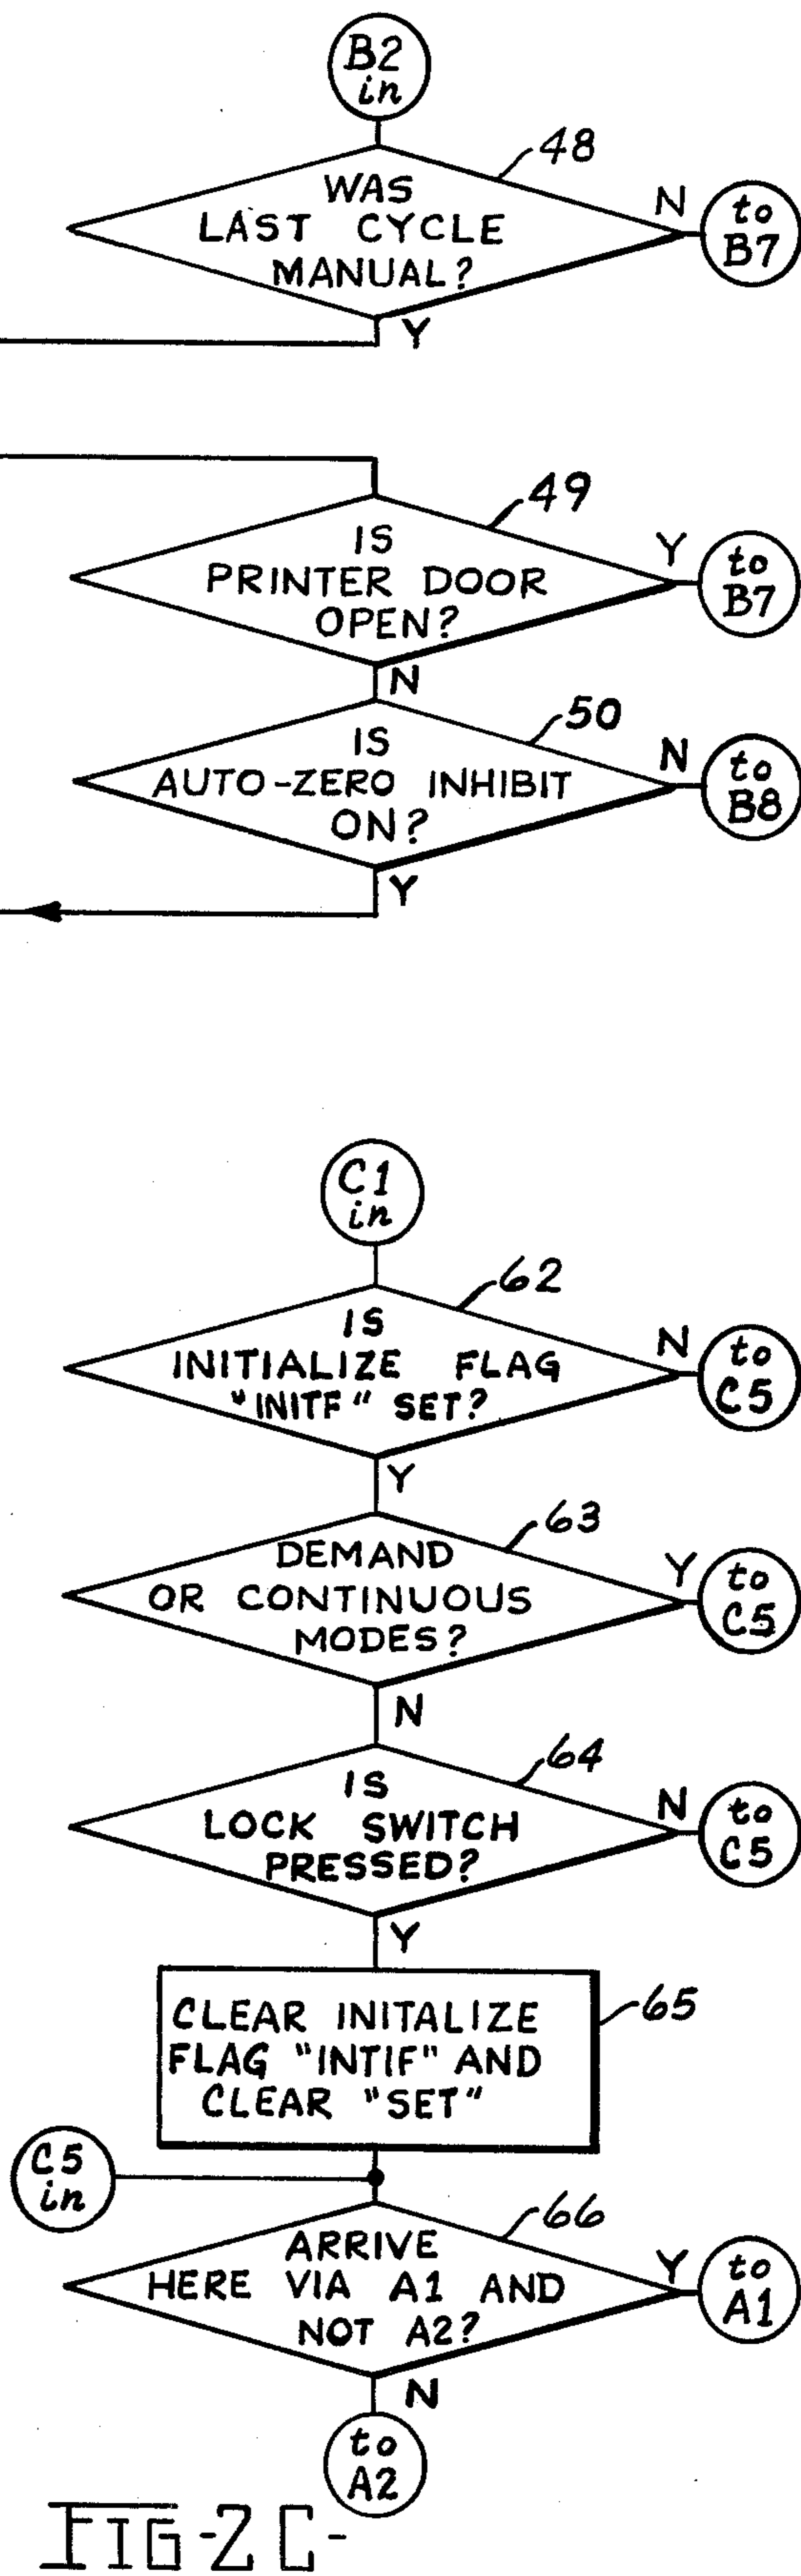 B2
in
48
WAS
LAST CYCLE
MANUAL?
N
to
B7
Y
49
IS
PRINTER DOOR
OPEN?
Y
to
B7
N
50
IS
AUTO-ZERO INHIBIT
ON?
N
to
B8
Y
C1
in
62
IS
INITIALIZE FLAG
"INITF" SET?
N
to
C5
Y
63
DEMAND
OR CONTINUOUS
MODES?
Y
to
C5
N
64
IS
LOCK SWITCH
PRESSED?
N
to
C5
Y
65
CLEAR INITALIZE
FLAG "INTIF" AND
CLEAR "SET"
C5
in
66
ARRIVE
HERE VIA A1 AND
NOT A2?
Y
to
A1
N
to
A2
FIG-2C-